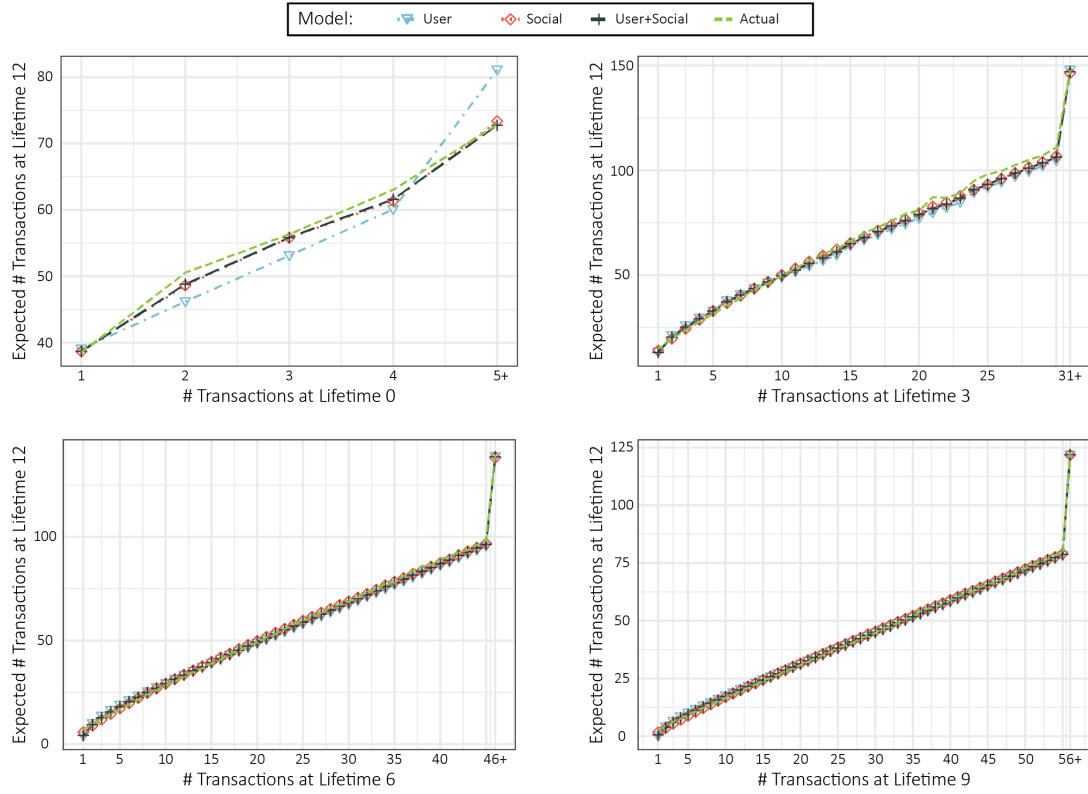 Model: User Social User+Social Actual
Expected # Transactions at Lifetime 12
80
70
60
50
40
1 2 3 4 5+
# Transactions at Lifetime 0
Expected # Transactions at Lifetime 12
150
100
50
1 5 10 15 20 25 31+
# Transactions at Lifetime 3
Expected # Transactions at Lifetime 12
100
50
0
1 5 10 15 20 25 30 35 40 46+
# Transactions at Lifetime 6
Expected # Transactions at Lifetime 12
125
100
75
50
25
0
1 5 10 15 20 25 30 35 40 45 50 56+
# Transactions at Lifetime 9